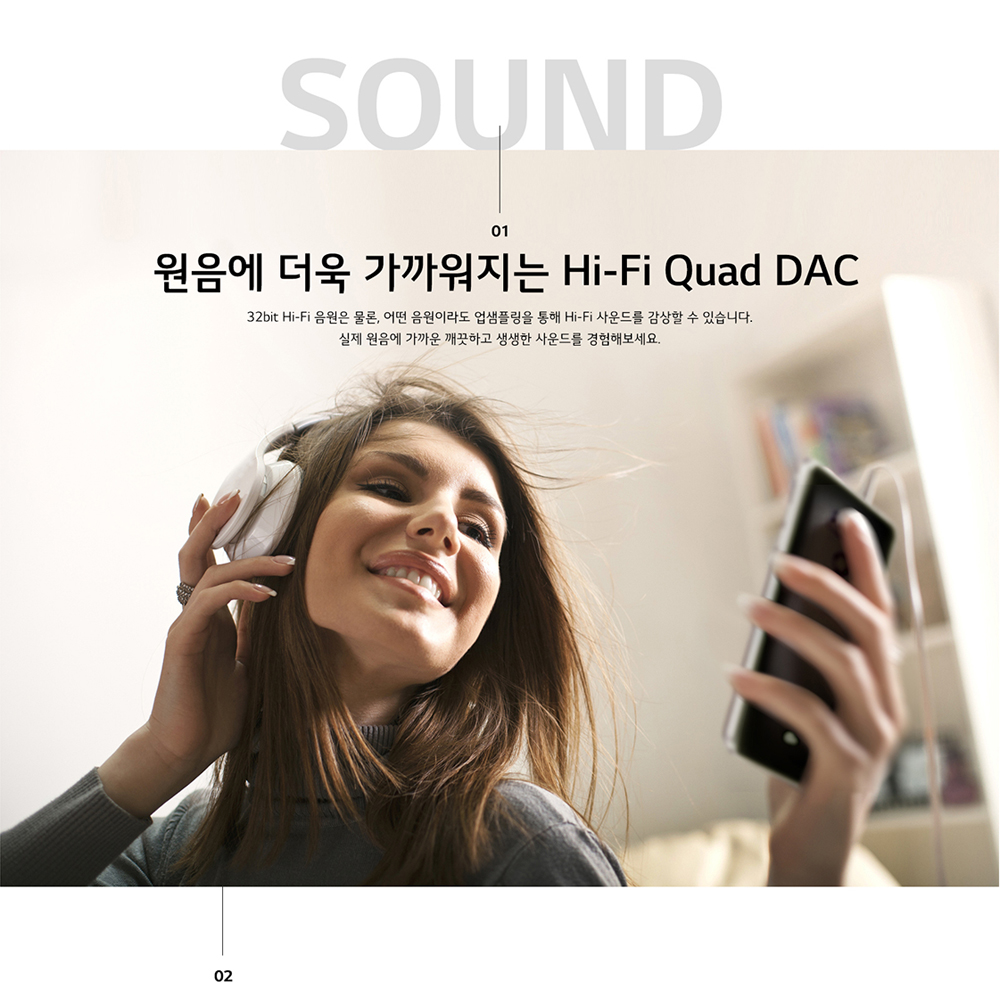 SOUND
01
원음에 더욱 가까워지는 Hi-Fi Quad DAC
32bit Hi-Fi 음원은 물론, 어떤 음원이라도 업샘플링을 통해 Hi-Fi 사운드를 감상할 수 있습니다.
실제 원음에 가까운 깨끗하고 생생한 사운드를 경험해보세요.
02